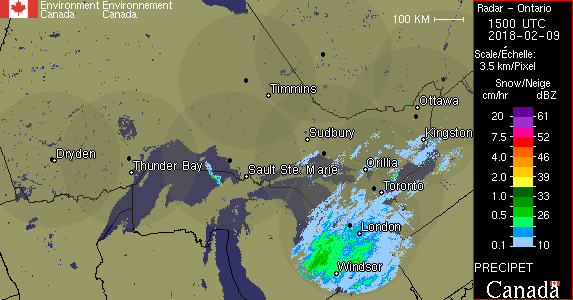 Environment Environnement
Canada Canada
100 KM
Timmins
Ottawa
Sudbury
Kingston
Dryden
Thunder Bay
Sault Ste. Marie
Orillia
Toronto
London
Windsor
Radar - Ontario
1500 UTC
2018-02-09
Scale/Échelle:
3.5 km/Pixel
Snow/Neige
cm/hr dBZ
20 61
7.5 52
4.0 46
2.0 39
1.0 33
0.5 26
0.1 10
PRECIPET
Canada